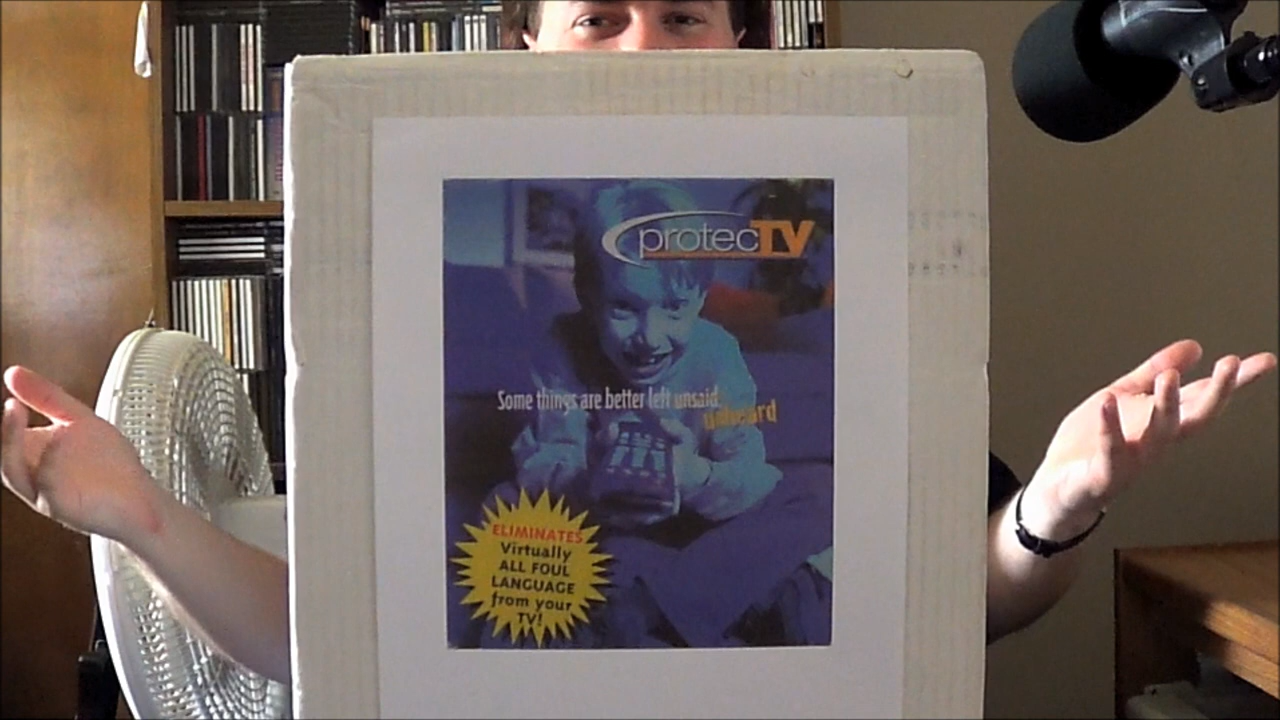 protecTV
Some things are better left unsaid.
unheard
ELIMINATES
Virtually
ALL FOUL
LANGUAGE
from your
TV!